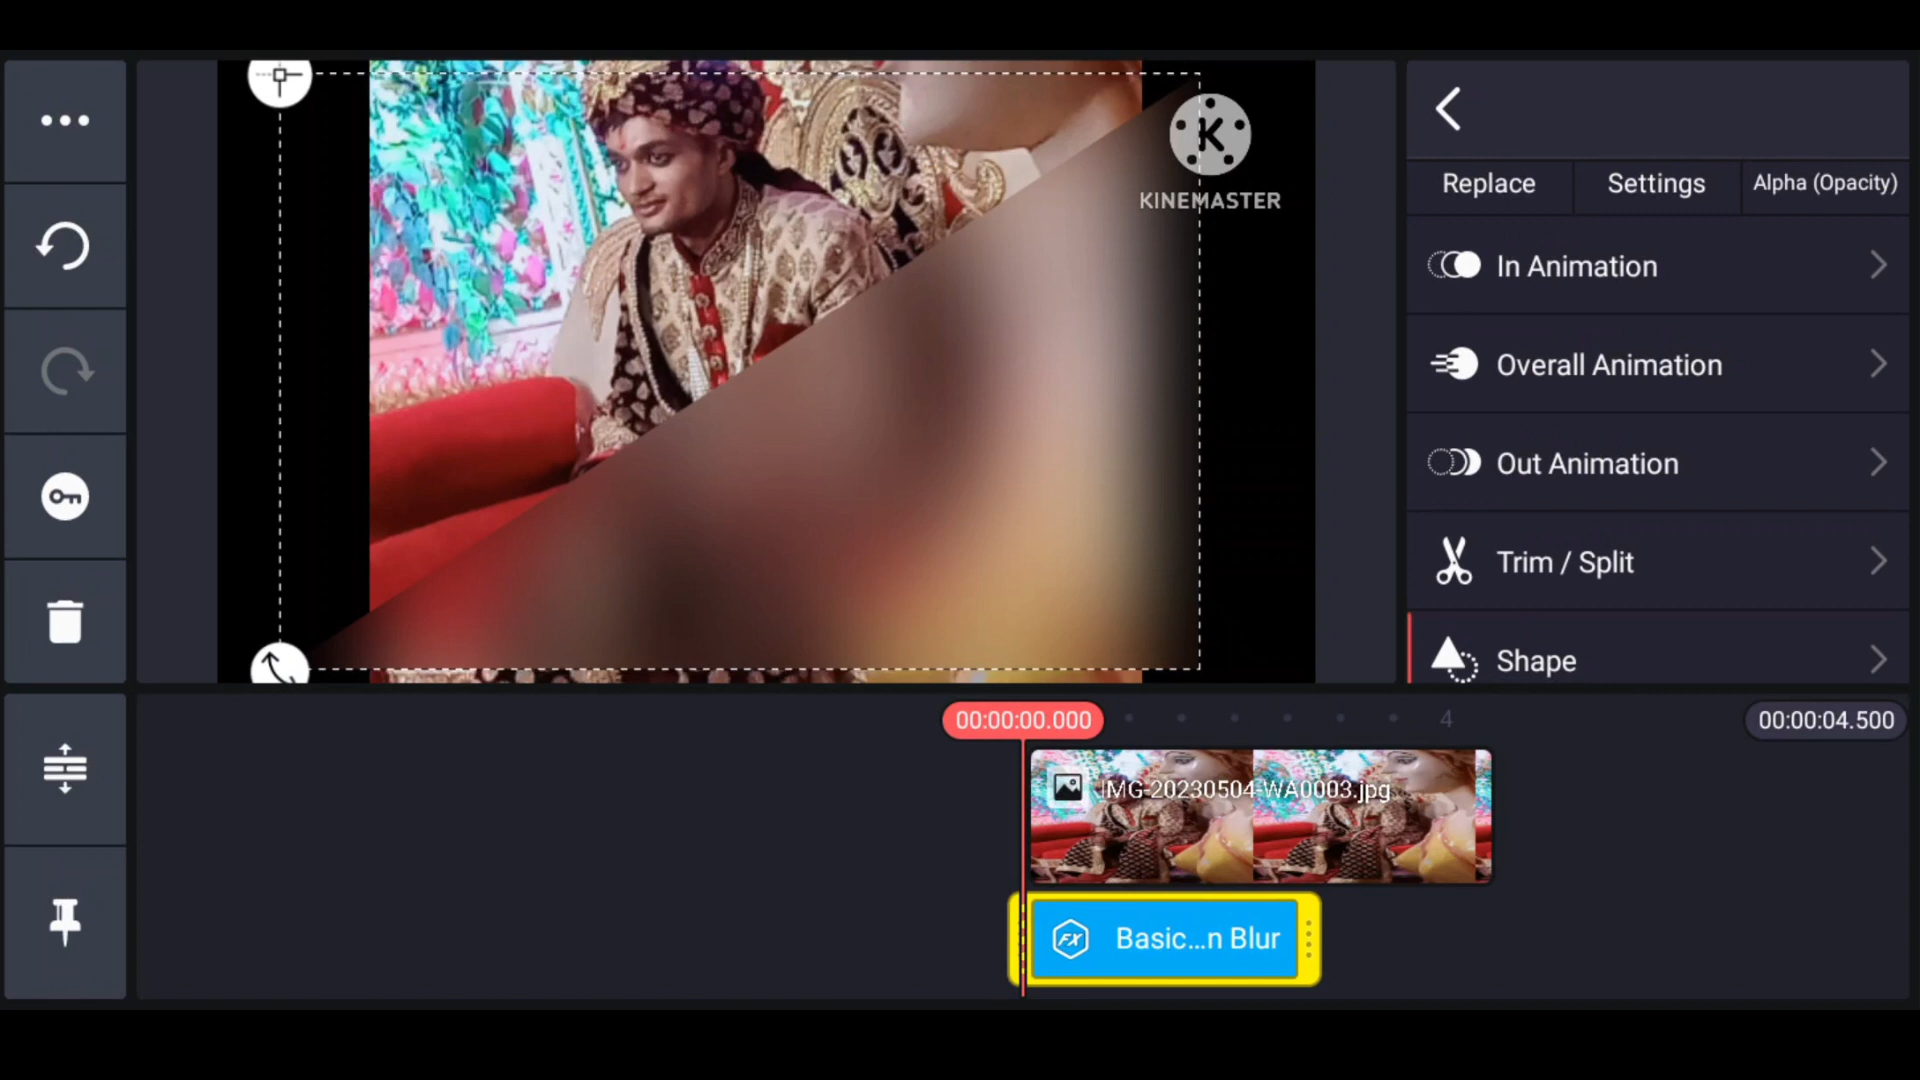 K
KINEMASTER
Replace
Settings
Alpha (Opacity)
In Animation
Overall Animation
Out Animation
Trim / Split
Shape
00:00:00.000
4
00:00:04.500
IMG-20230504-WA0003.jpg
FX
Basic...n Blur